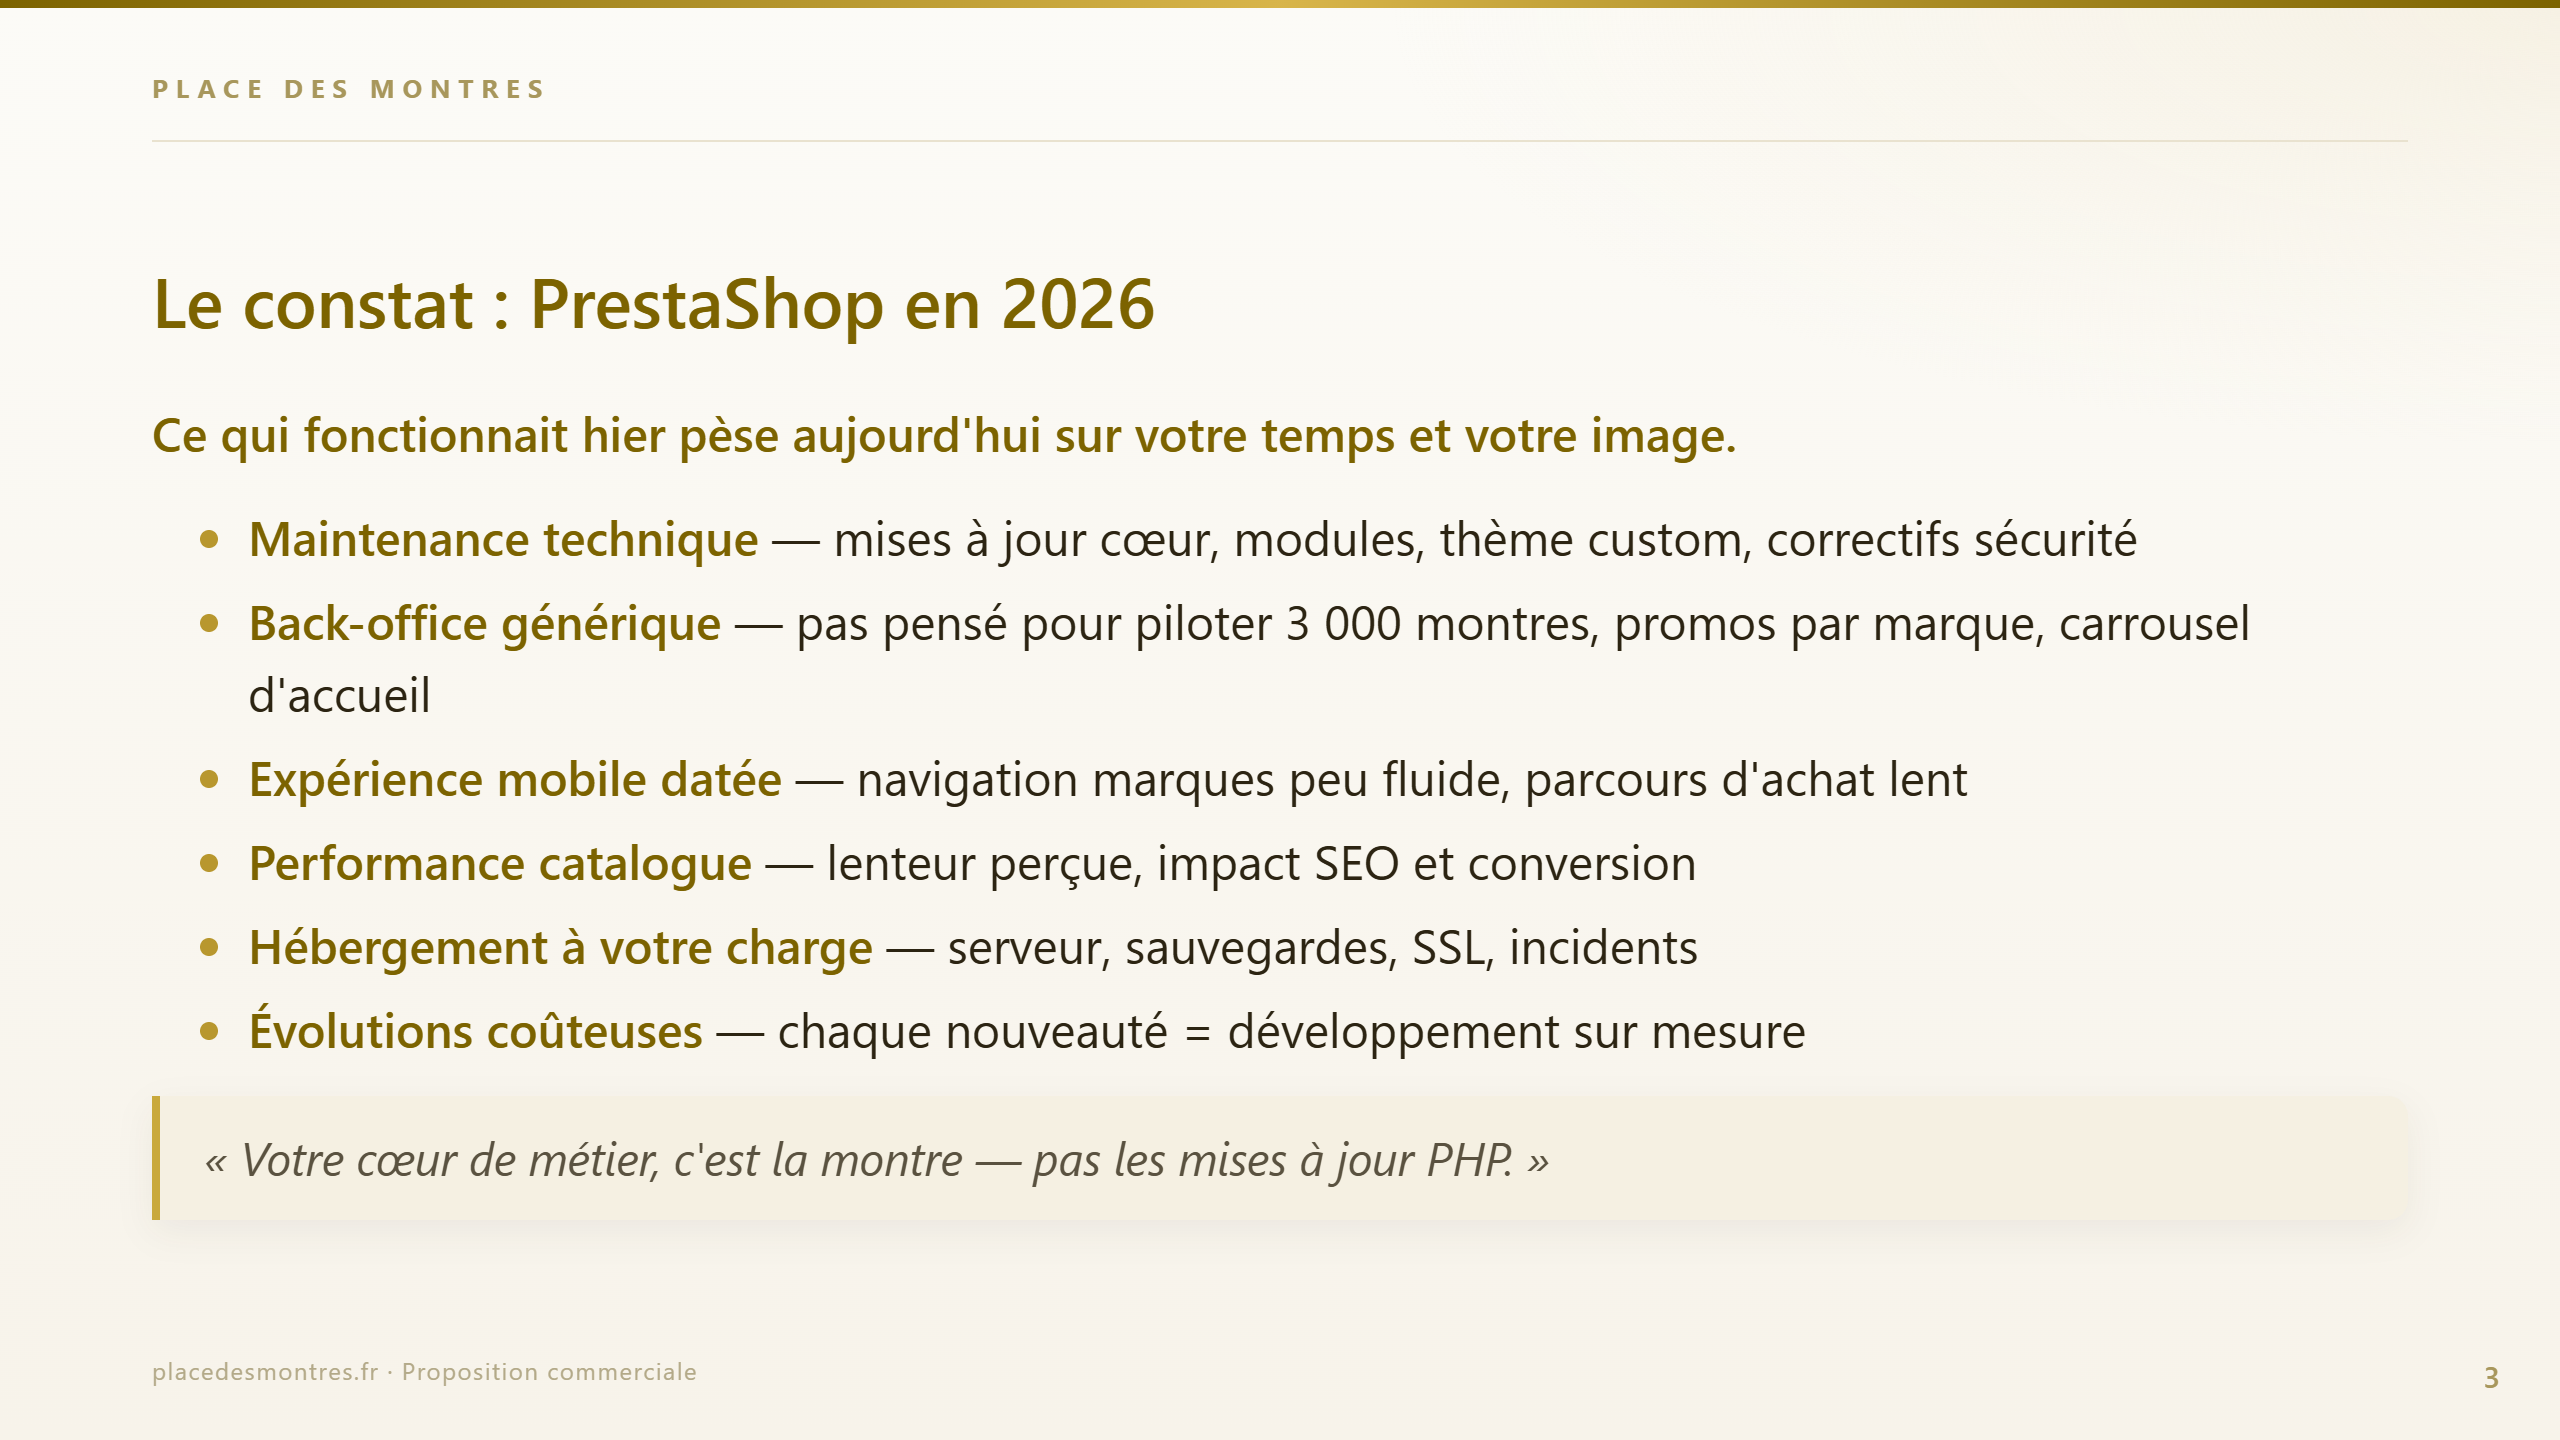 PLACE DES MONTRES
Le constat : PrestaShop en 2026
Ce qui fonctionnait hier pèse aujourd'hui sur votre temps et votre image.
• Maintenance technique — mises à jour cœur, modules, thème custom, correctifs sécurité
• Back-office générique — pas pensé pour piloter 3 000 montres, promos par marque, carrousel
d'accueil
• Expérience mobile datée — navigation marques peu fluide, parcours d'achat lent
• Performance catalogue — lenteur perçue, impact SEO et conversion
• Hébergement à votre charge — serveur, sauvegardes, SSL, incidents
• Évolutions coûteuses — chaque nouveauté = développement sur mesure
« Votre cœur de métier, c'est la montre — pas les mises à jour PHP. »
placedesmontres.fr · Proposition commerciale
3